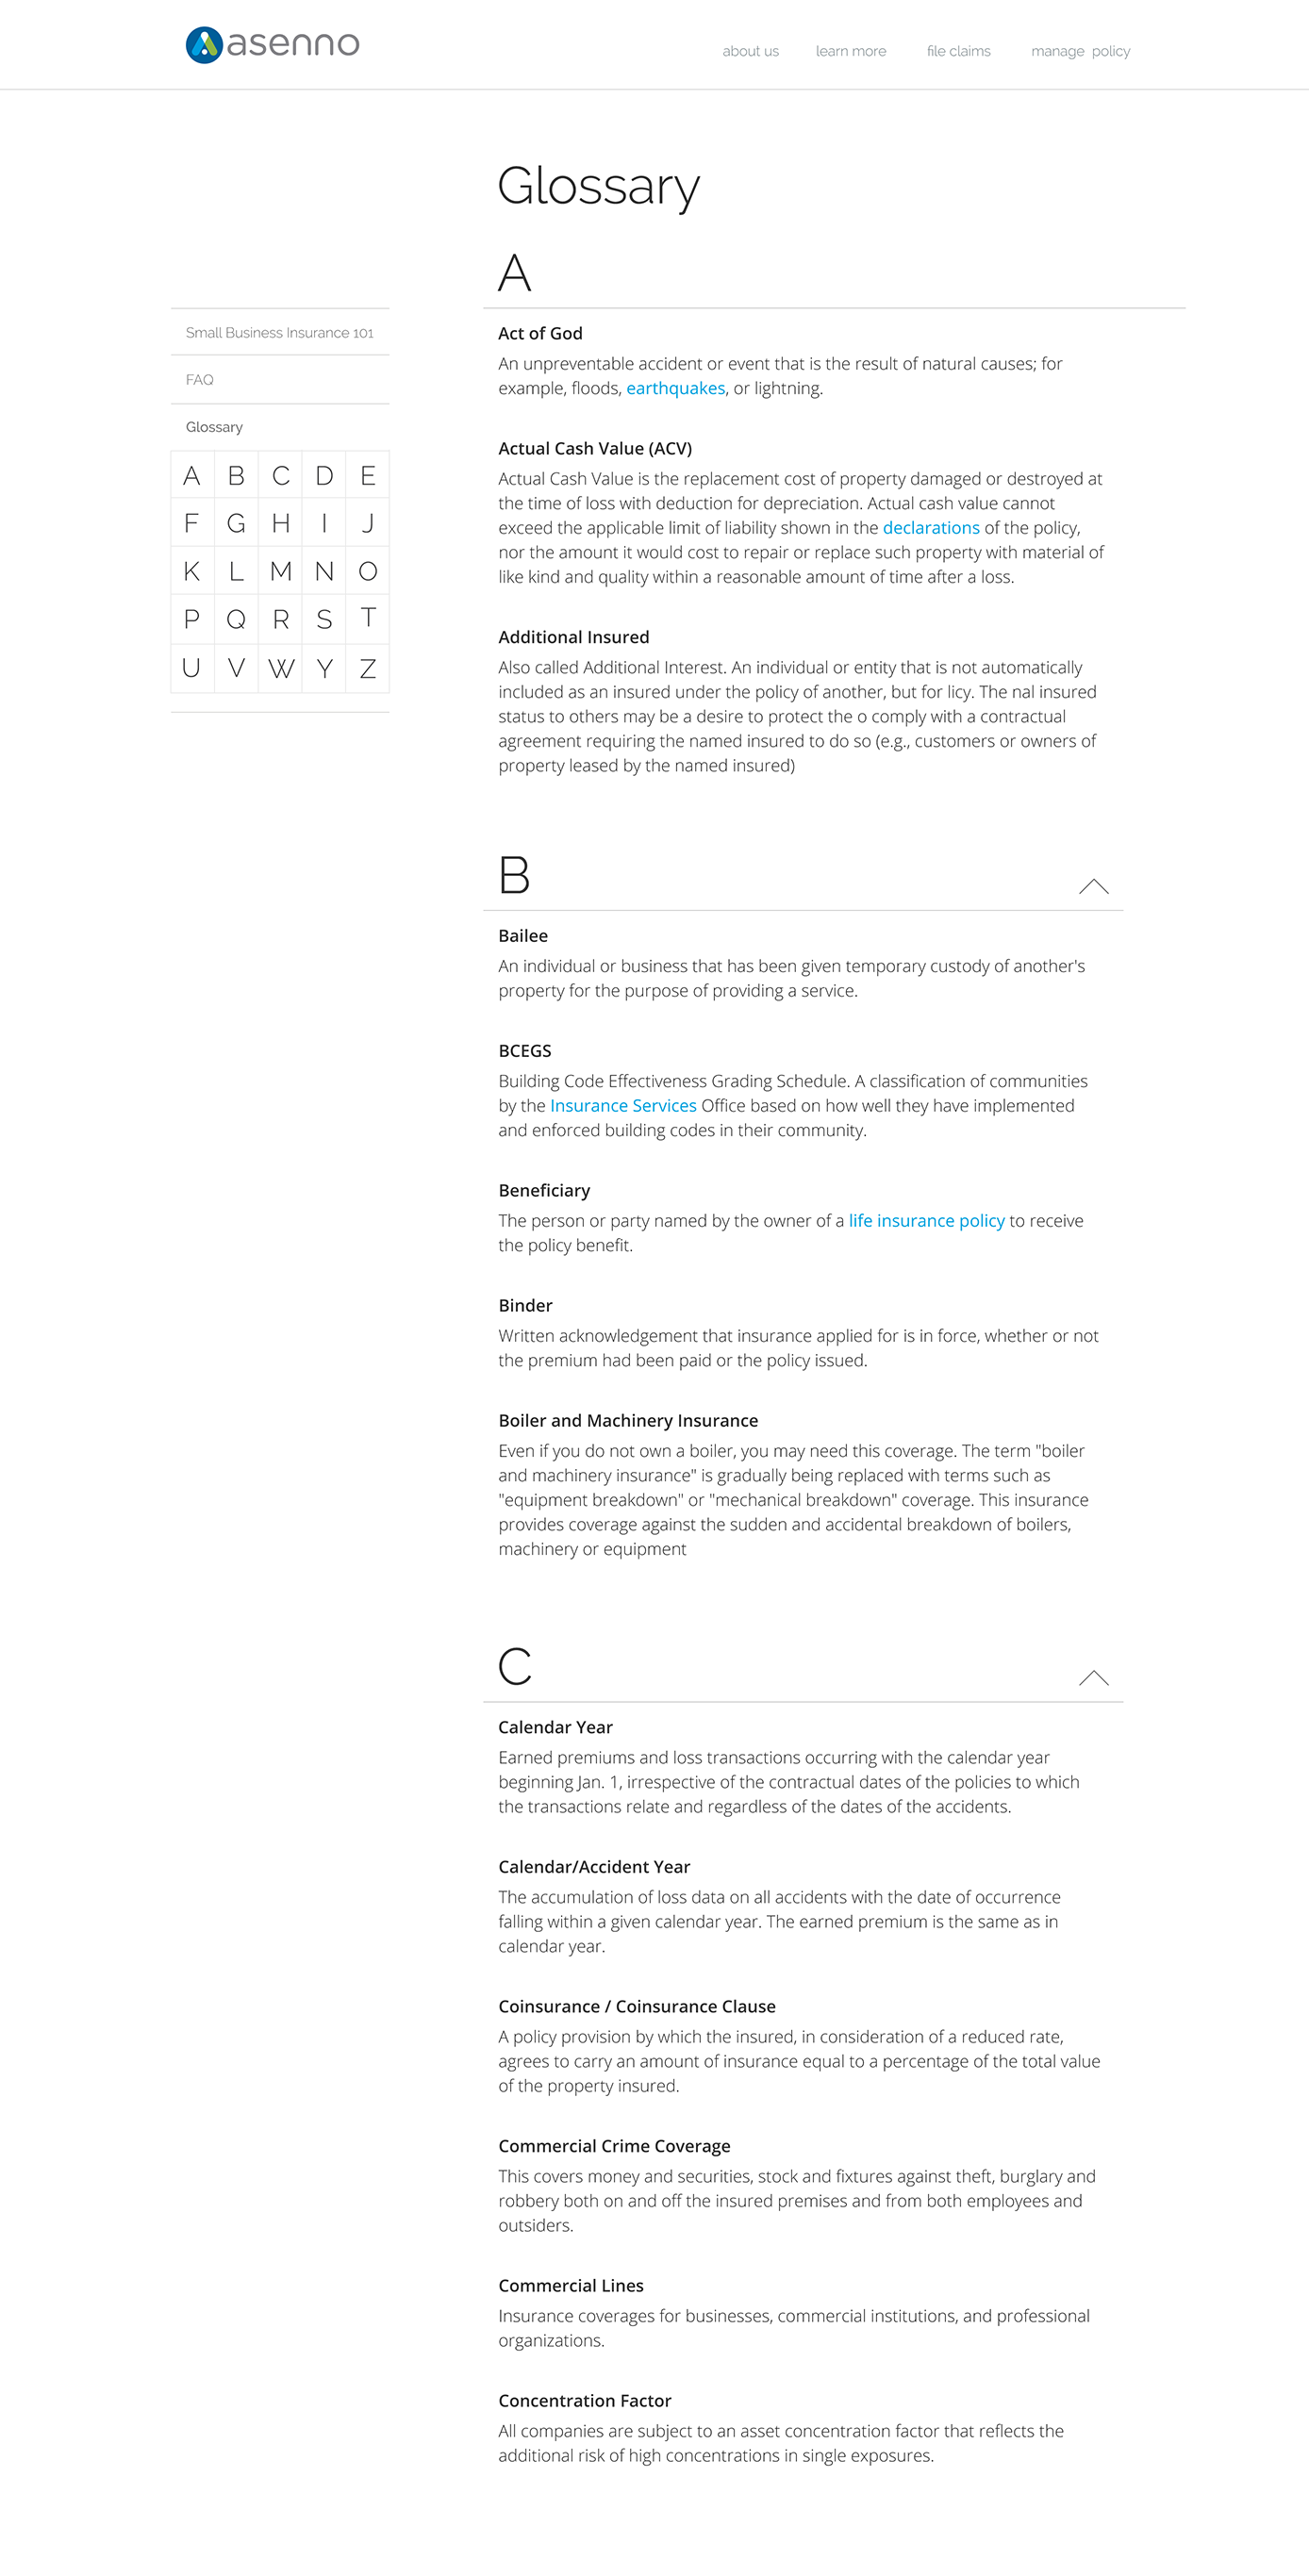 asenno
about us learn more file claims manage policy
Glossary
A
Small Business Insurance 101
FAQ
Glossary
A B C D E
F G H I J
K L M N O
P Q R S T
U V W Y Z
Act of God
An unpreventable accident or event that is the result of natural causes; for
example, floods, earthquakes, or lightning.
Actual Cash Value (ACV)
Actual Cash Value is the replacement cost of property damaged or destroyed at
the time of loss with deduction for depreciation. Actual cash value cannot
exceed the applicable limit of liability shown in the declarations of the policy,
nor the amount it would cost to repair or replace such property with material of
like kind and quality within a reasonable amount of time after a loss.
Additional Insured
Also called Additional Interest. An individual or entity that is not automatically
included as an insured under the policy of another, but for licy. The nal insured
status to others may be a desire to protect the o comply with a contractual
agreement requiring the named insured to do so (e.g., customers or owners of
property leased by the named insured)
B
Bailee
An individual or business that has been given temporary custody of another's
property for the purpose of providing a service.
BCEGS
Building Code Effectiveness Grading Schedule. A classification of communities
by the Insurance Services Office based on how well they have implemented
and enforced building codes in their community.
Beneficiary
The person or party named by the owner of a life insurance policy to receive
the policy benefit.
Binder
Written acknowledgement that insurance applied for is in force, whether or not
the premium had been paid or the policy issued.
Boiler and Machinery Insurance
Even if you do not own a boiler, you may need this coverage. The term "boiler
and machinery insurance" is gradually being replaced with terms such as
"equipment breakdown" or "mechanical breakdown" coverage. This insurance
provides coverage against the sudden and accidental breakdown of boilers,
machinery or equipment
C
Calendar Year
Earned premiums and loss transactions occurring with the calendar year
beginning Jan. 1, irrespective of the contractual dates of the policies to which
the transactions relate and regardless of the dates of the accidents.
Calendar/Accident Year
The accumulation of loss data on all accidents with the date of occurrence
falling within a given calendar year. The earned premium is the same as in
calendar year.
Coinsurance / Coinsurance Clause
A policy provision by which the insured, in consideration of a reduced rate,
agrees to carry an amount of insurance equal to a percentage of the total value
of the property insured.
Commercial Crime Coverage
This covers money and securities, stock and fixtures against theft, burglary and
robbery both on and off the insured premises and from both employees and
outsiders.
Commercial Lines
Insurance coverages for businesses, commercial institutions, and professional
organizations.
Concentration Factor
All companies are subject to an asset concentration factor that reflects the
additional risk of high concentrations in single exposures.